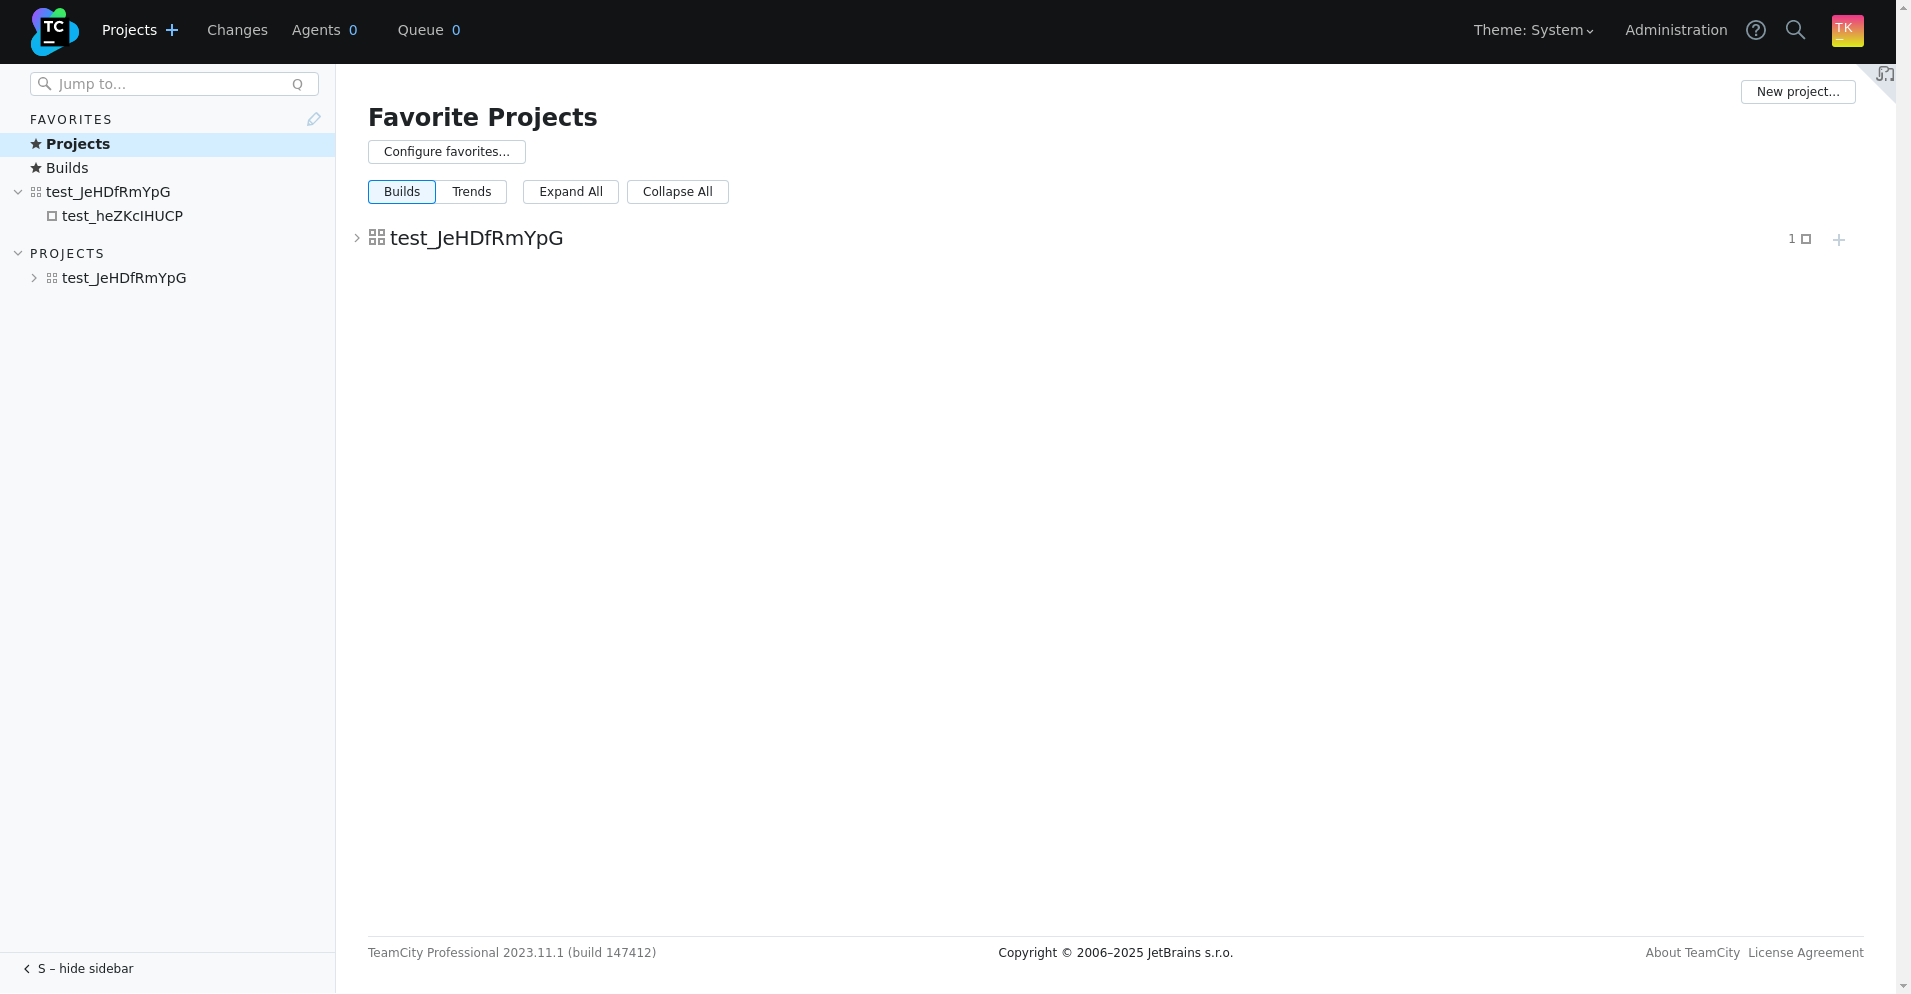 TC
Projects
Changes
Agents 0
Queue 0
Theme: System
Administration
TK
Jump to...
Q
FAVORITES
Projects
Builds
test_JeHDfRmYpG
test_heZKcIHUCP
PROJECTS
test_JeHDfRmYpG
S – hide sidebar
New project...
Favorite Projects
Configure favorites...
Builds Trends Expand All Collapse All
test_JeHDfRmYpG
1
TeamCity Professional 2023.11.1 (build 147412)
Copyright © 2006–2025 JetBrains s.r.o.
About TeamCity License Agreement